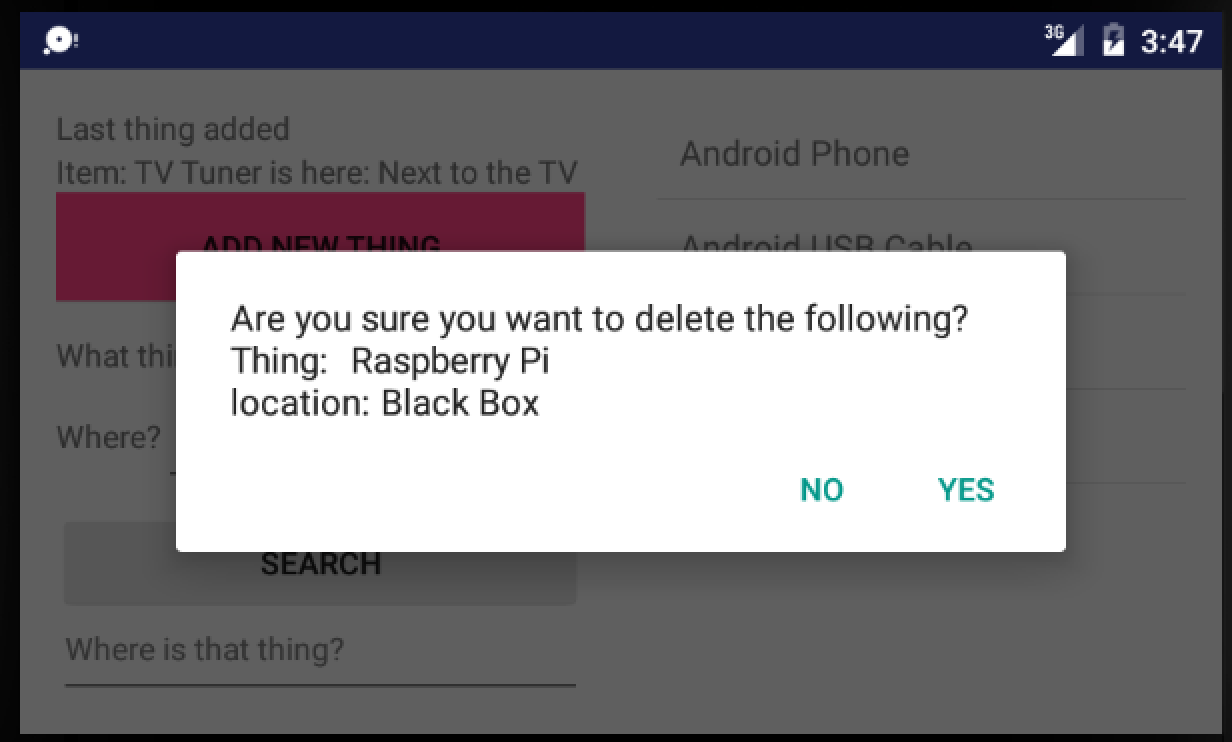 3G 3:47
Last thing added
Item: TV Tuner is here: Next to the TV
ADD NEW THING
Android Phone
Android USB Cable
What thi
Where?
Are you sure you want to delete the following?
Thing: Raspberry Pi
location: Black Box
NO YES
SEARCH
Where is that thing?